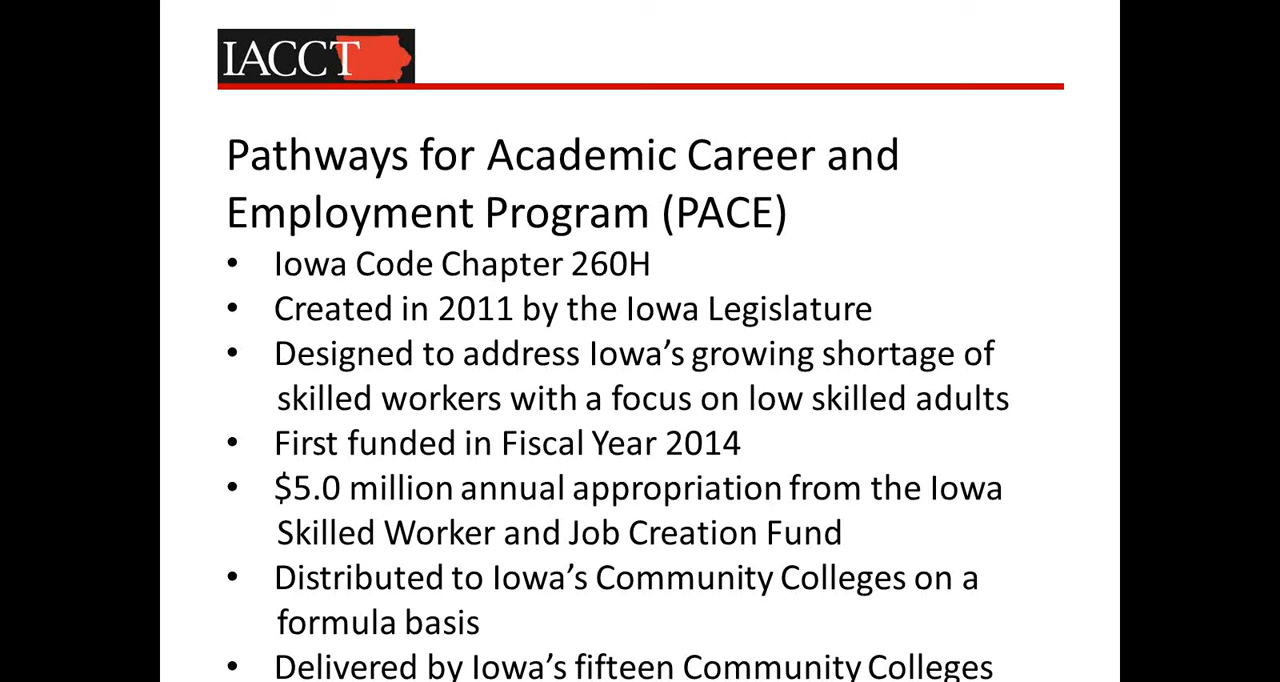 IACCT
Pathways for Academic Career and
Employment Program (PACE)
• Iowa Code Chapter 260H
• Created in 2011 by the Iowa Legislature
• Designed to address Iowa’s growing shortage of
skilled workers with a focus on low skilled adults
• First funded in Fiscal Year 2014
• $5.0 million annual appropriation from the Iowa
Skilled Worker and Job Creation Fund
• Distributed to Iowa’s Community Colleges on a
formula basis
• Delivered by Iowa’s fifteen Community Colleges